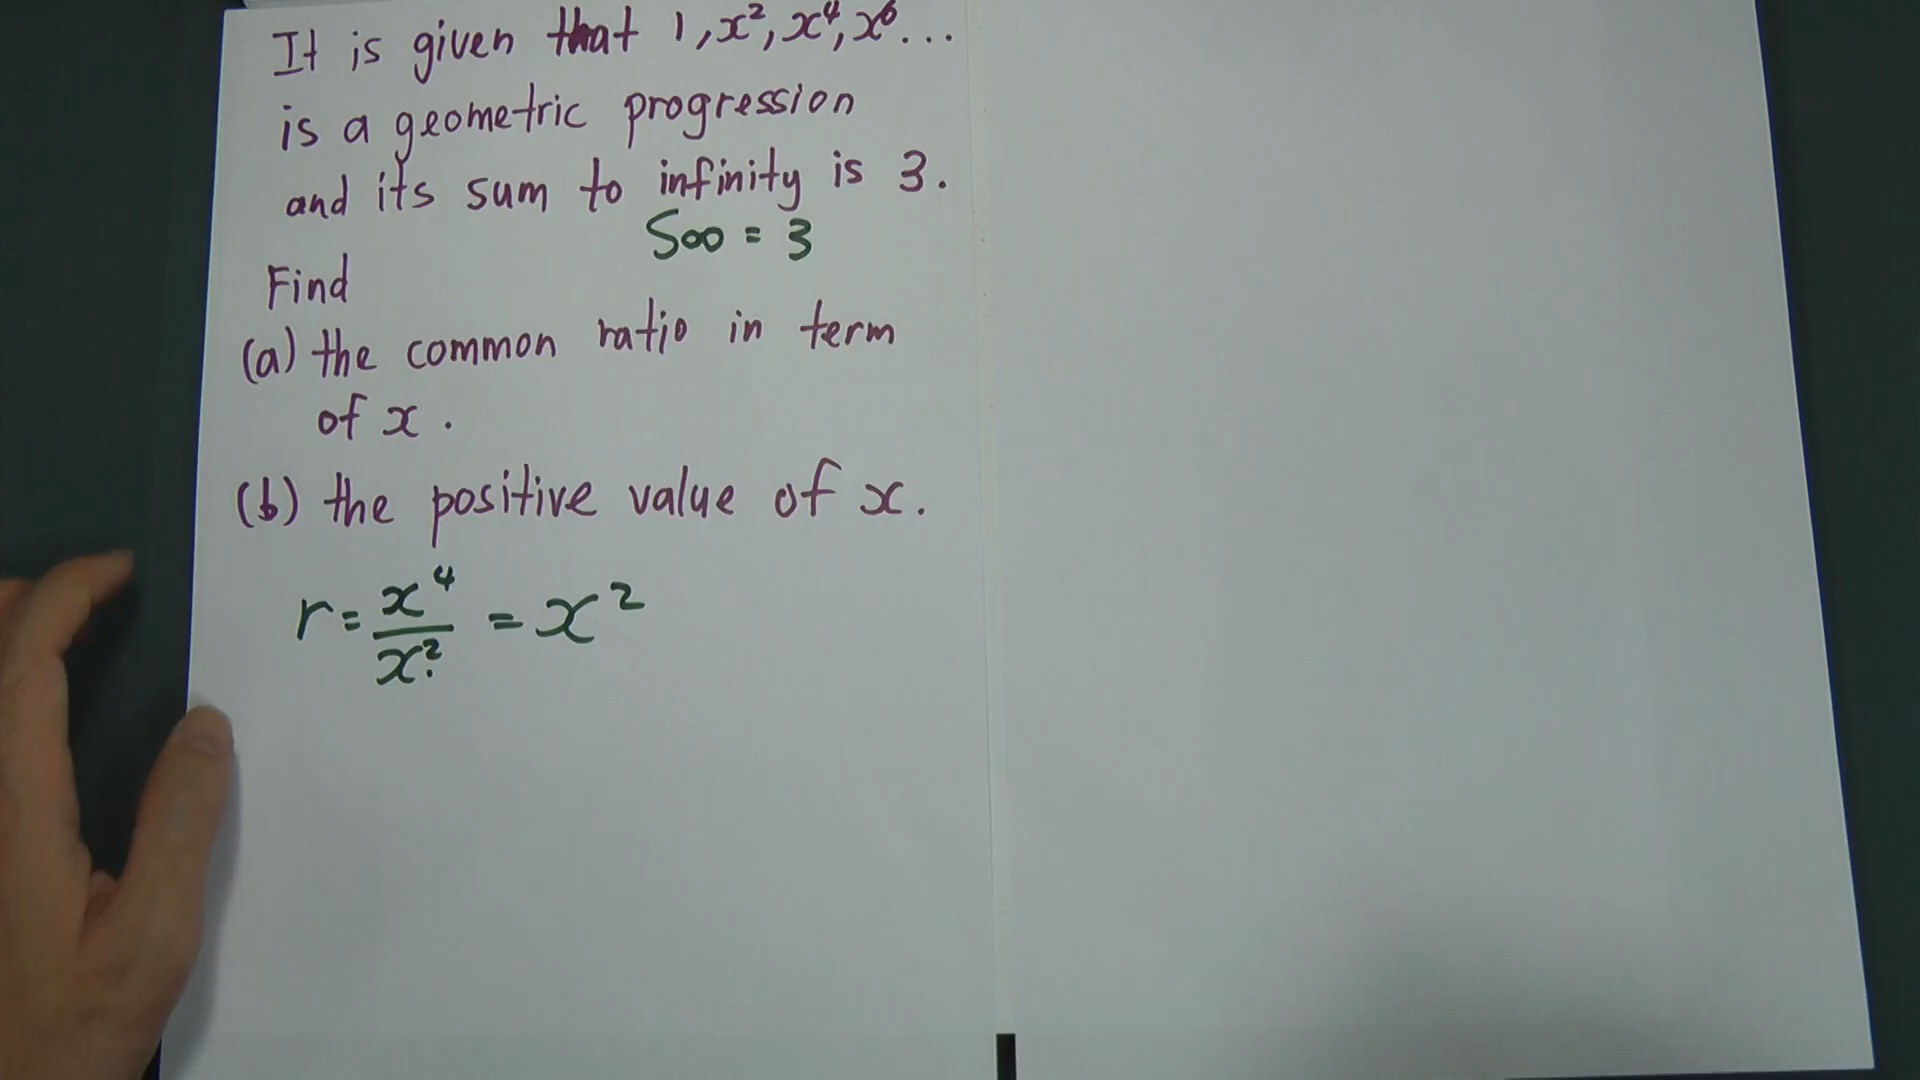 It is given that 1, x², x⁴, x⁶...
is a geometric progression
and its sum to infinity is 3.
S∞ = 3
Find
(a) the common ratio in term
of x.
(b) the positive value of x.
r = x⁴/x² = x²